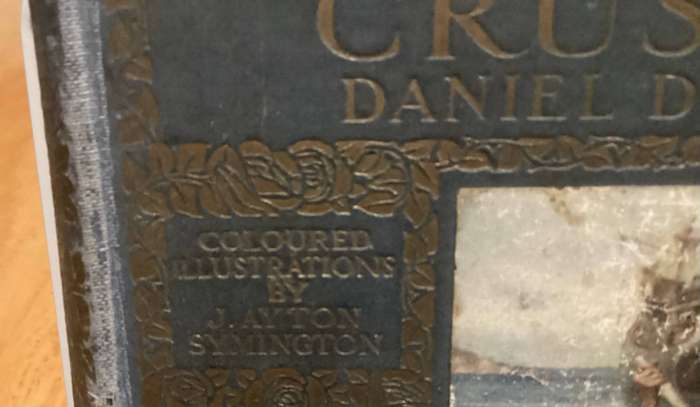 CRUS
DANIEL D
COLOURED
ILLUSTRATIONS
BY
J. AYTON
SYMINGTON